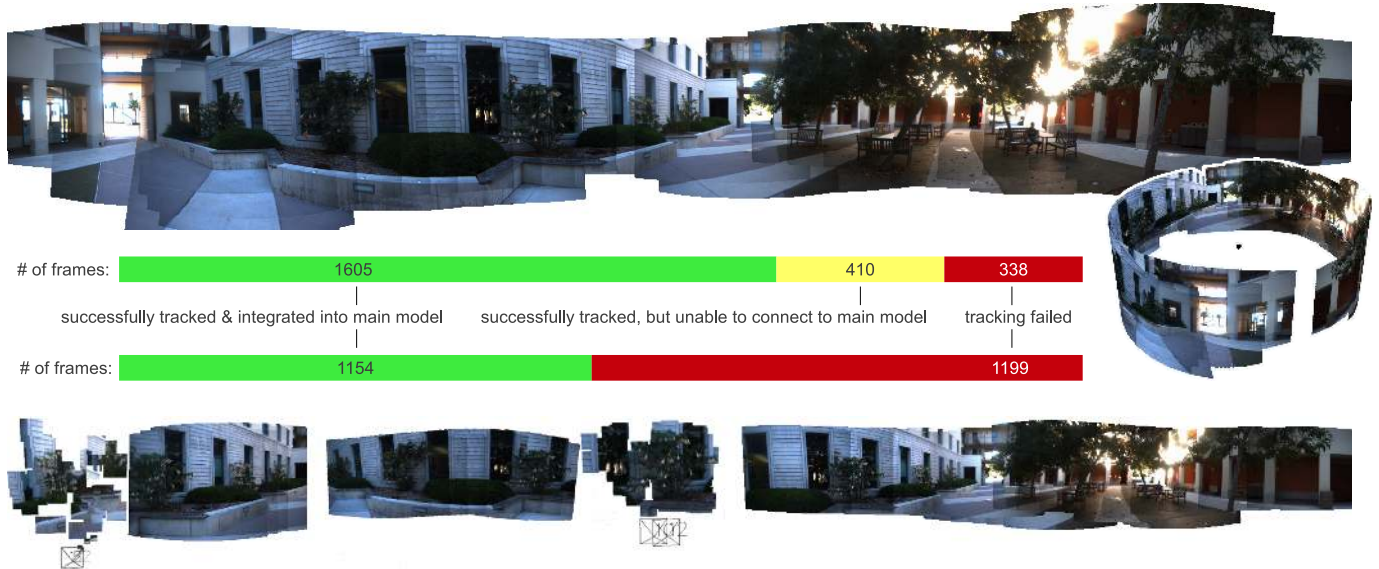 # of frames: 1605 410 338
successfully tracked & integrated into main model successfully tracked, but unable to connect to main model tracking failed
# of frames: 1154 1199